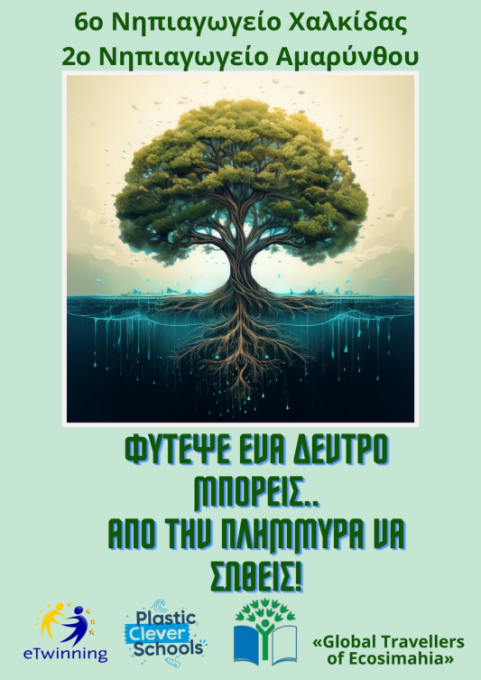 6ο Νηπιαγωγείο Χαλκίδας
2ο Νηπιαγωγείο Αμαρύνθου
ΦΥΤΕΨΕ ΕΝΑ ΔΕΝΤΡΟ
ΜΠΟΡΕΙΣ..
ΑΠΟ ΤΗΝ ΠΛΗΜΜΥΡΑ ΝΑ
ΣΩΘΕΙΣ!
eTwinning
Plastic
Clever
Schools
«Global Travellers
of Ecosimahia»